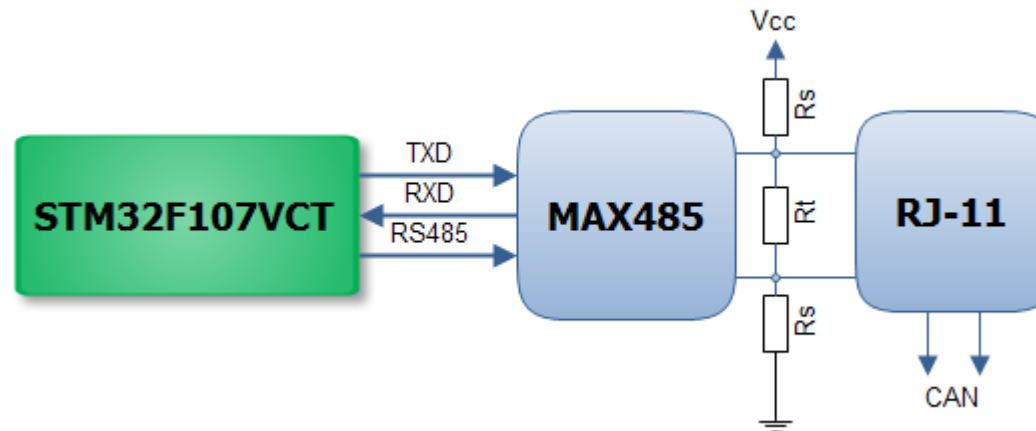 Vcc
Rs
TXD
RXD
RS485
STM32F107VCT
MAX485
Rt
RJ-11
Rs
CAN